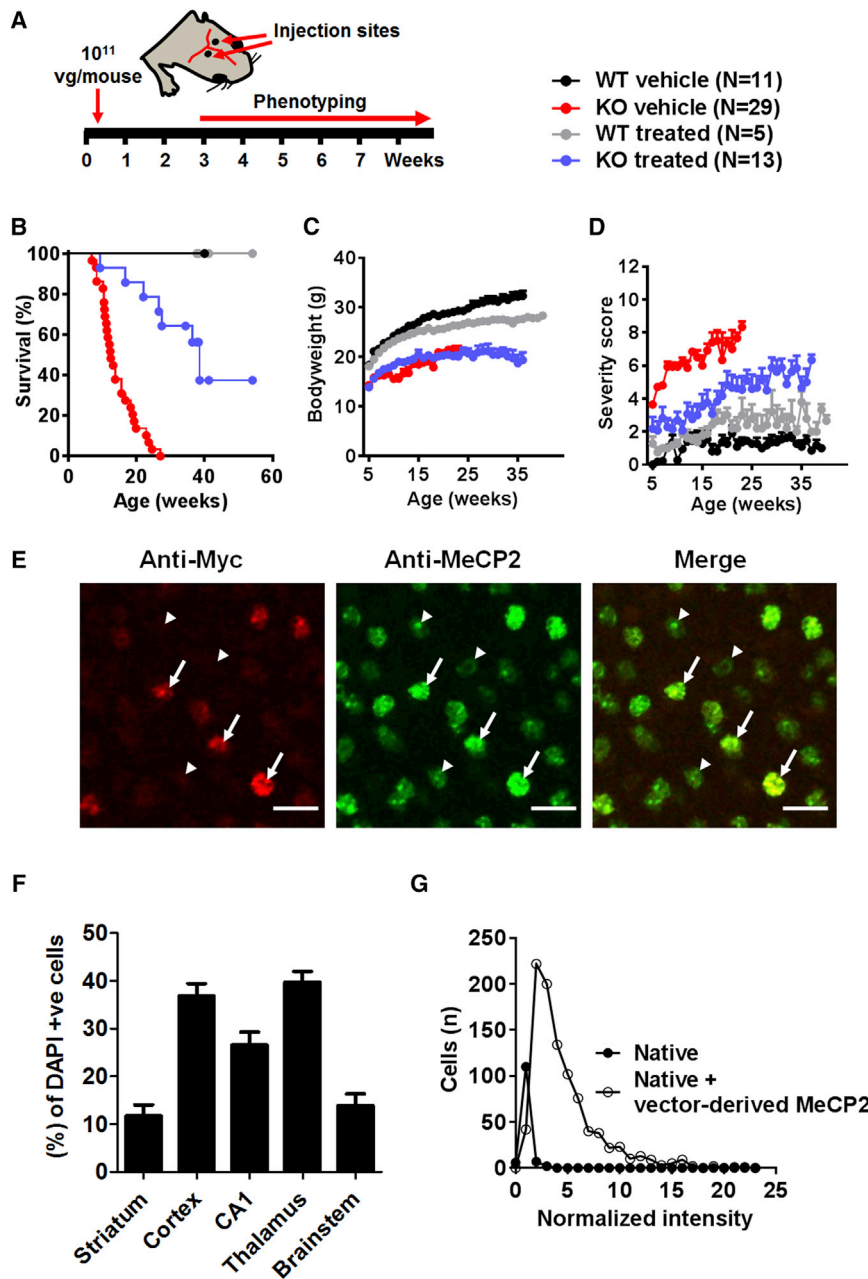 A
10¹¹
vg/mouse
Injection sites
Phenotyping
0 1 2 3 4 5 6 7 Weeks
WT vehicle (N=11)
KO vehicle (N=29)
WT treated (N=5)
KO treated (N=13)
B
Survival (%)
100
80
60
40
20
0
0 20 40 60
Age (weeks)
C
Bodyweight (g)
40
30
20
10
0
5 15 25 35
Age (weeks)
D
Severity score
12
10
8
6
4
2
0
5 15 25 35
Age (weeks)
E
Anti-Myc
Anti-MeCP2
Merge
F
(%) of DAPI +ve cells
50
40
30
20
10
0
Striatum
Cortex
CA1
Thalamus
Brainstem
G
Cells (n)
250
200
150
100
50
0
0 5 10 15 20 25
Normalized intensity
Native
Native +
vector-derived MeCP2